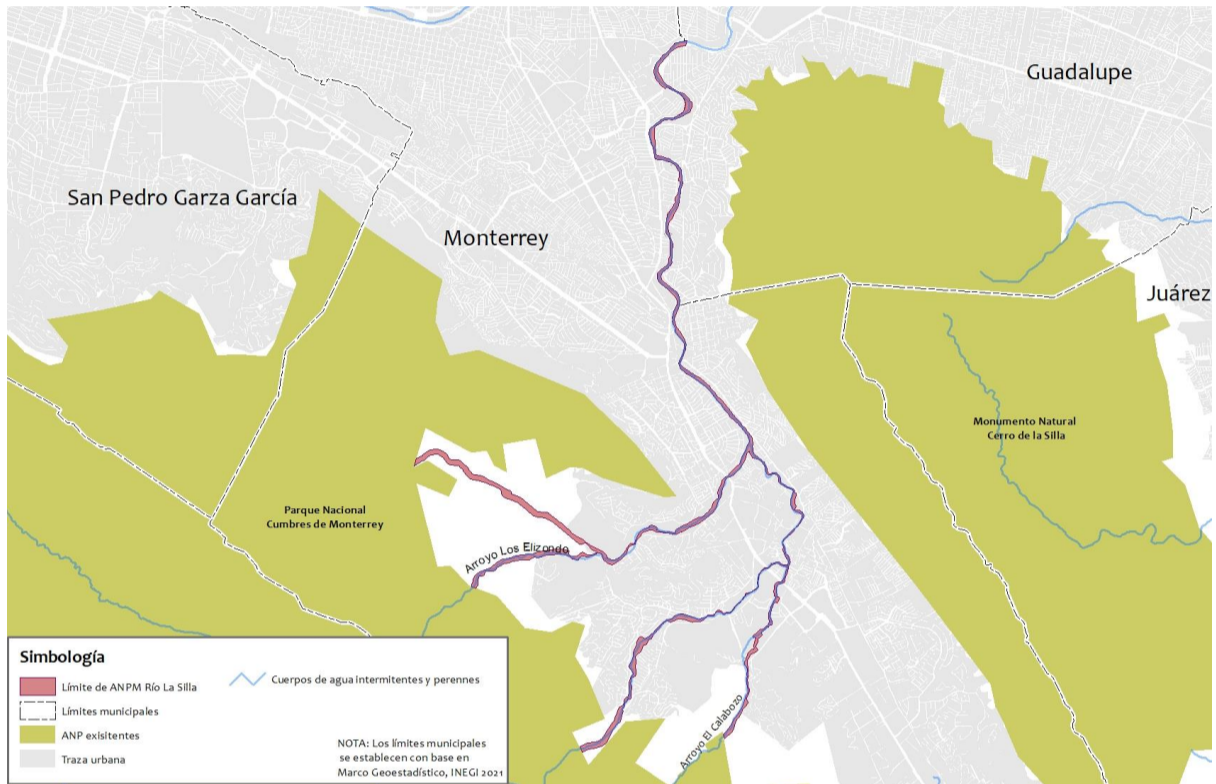 Guadalupe
San Pedro Garza García
Monterrey
Juárez
Monumento Natural
Cerro de la Silla
Parque Nacional
Cumbres de Monterrey
Arroyo Los Elizondo
Arroyo El Calabozo
Simbología
Límite de ANPM Río La Silla
Límites municipales
ANP exisitentes
Traza urbana
Cuerpos de agua intermitentes y perennes
NOTA: Los límites municipales
se establecen con base en
Marco Geoestadístico, INEGI 2021